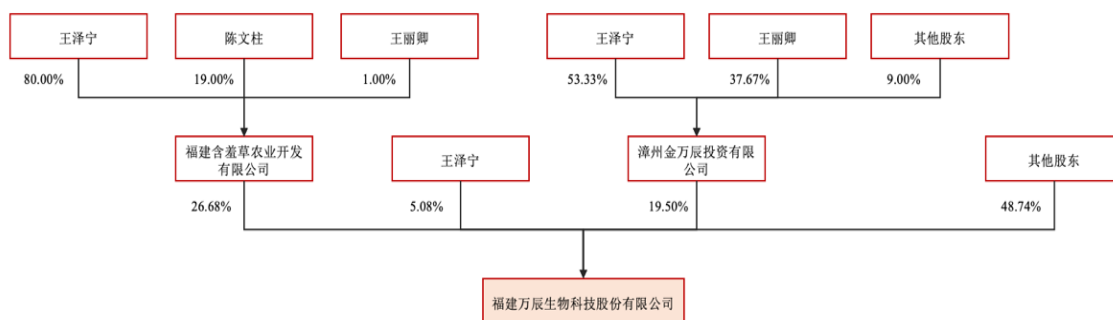 王泽宁
陈文柱
王丽卿
王泽宁
王丽卿
其他股东
80.00%
19.00%
1.00%
53.33%
37.67%
9.00%
福建含羞草农业开发
有限公司
王泽宁
漳州金万辰投资有限
公司
其他股东
26.68%
5.08%
19.50%
48.74%
福建万辰生物科技股份有限公司